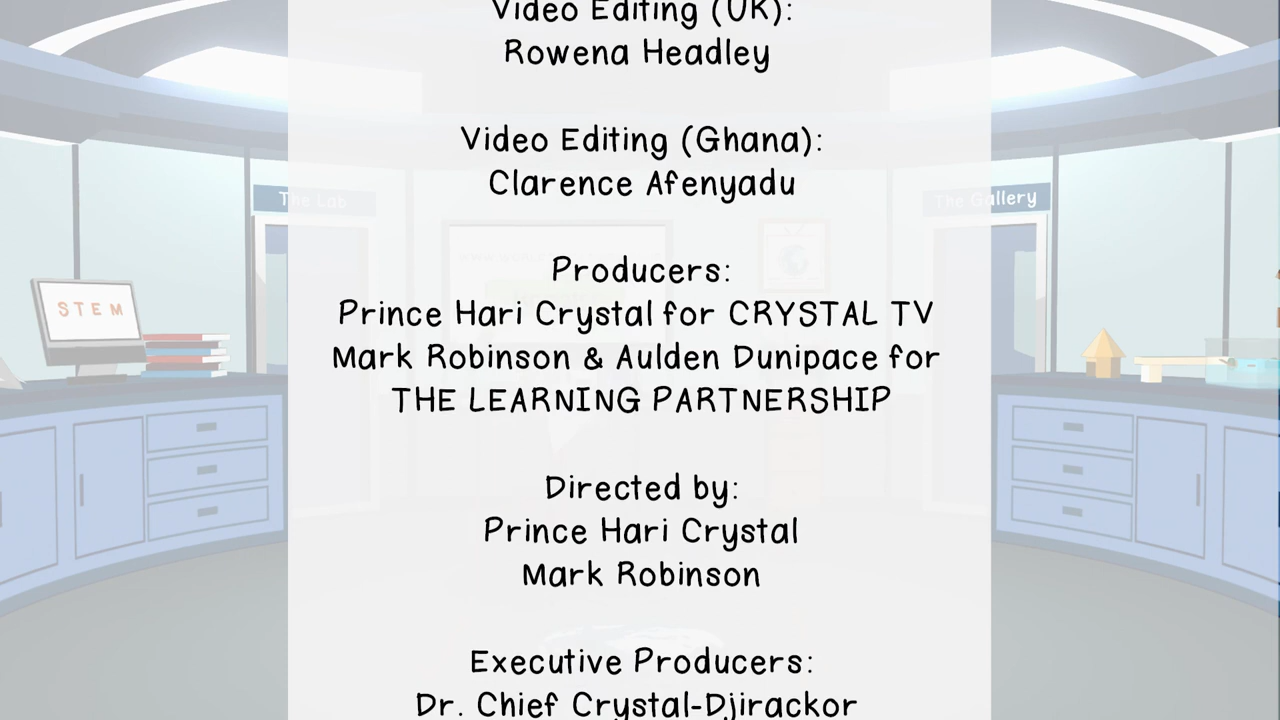 Video Editing (UK):
Rowena Headley
Video Editing (Ghana):
Clarence Afenyadu
The Lab
The Gallery
Producers:
STEM
Prince Hari Crystal for CRYSTAL TV
Mark Robinson & Aulden Dunipace for
THE LEARNING PARTNERSHIP
Directed by:
Prince Hari Crystal
Mark Robinson
Executive Producers:
Dr. Chief Crystal-Djirackor